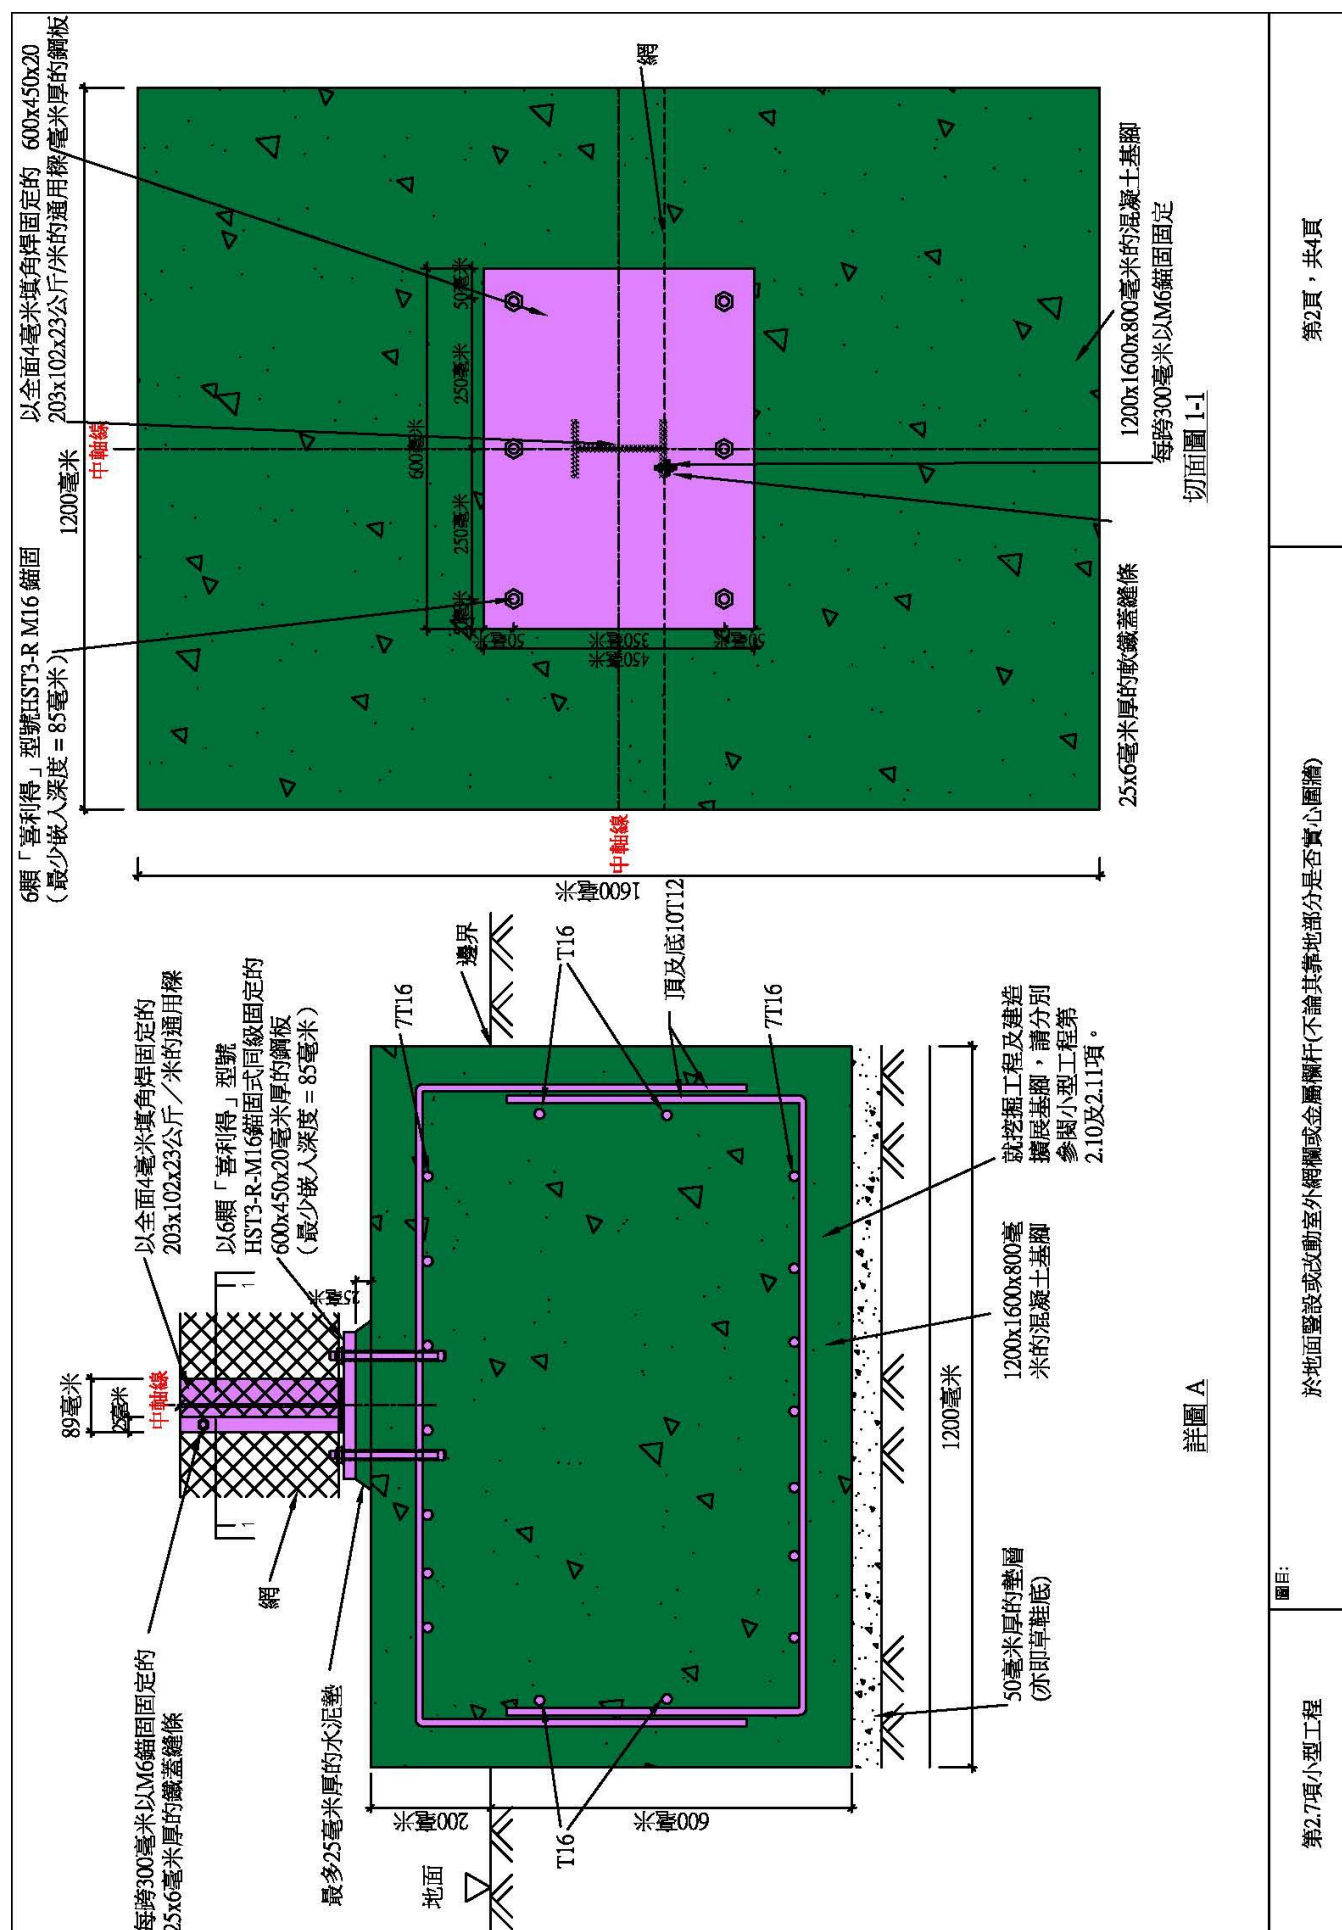 每跨300毫米以M6錨固固定的
25x6毫米厚的鐵蓋縫條
網
89毫米
25毫米
中軸線
以全面4毫米填角焊固定的
203x102x23公斤／米的通用樑
以6顆「喜利得」型號
HST3-R-M16錨固式同級固定的
600x450x20毫米厚的鋼板
（最少嵌入深度 = 85毫米）
1
1
25毫米
最多25毫米厚的水泥墊
7T16
邊界
地面
200毫米
600毫米
T16
T16
頂及底10T12
7T16
50毫米厚的墊層
(亦即草鞋底)
1200x1600x800毫
米的混凝土基腳
就挖掘工程及建造
擴展基腳，請分別
參閱小型工程第
2.10及2.11項。
1200毫米
詳圖 A
6顆「喜利得」型號HST3-R M16 錨固
（最少嵌入深度 = 85毫米）
以全面4毫米填角焊固定的
203x102x23公斤/米的通用樑
600x450x20
毫米厚的鋼板
1200毫米
中軸線
1600毫米
中軸線
600毫米
50毫米
250毫米
250毫米
50毫米
50毫米
350毫米
450毫米
50毫米
網
25x6毫米厚的軟鐵蓋縫條
1200x1600x800毫米的混凝土基腳
每跨300毫米以M6錨固固定
切面圖 1-1
第2.7項小型工程
圖目:
於地面豎設或改動室外網欄或金屬欄杆(不論其靠地部分是否實心圍牆)
第2頁，共4頁